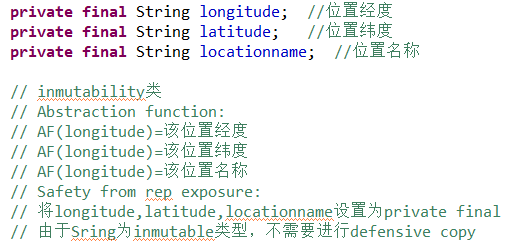 private final String longitude;  //位置经度
private final String latitude;   //位置纬度
private final String locationname;  //位置名称
// inmutability类
// Abstraction function:
// AF(longitude)=该位置经度
// AF(longitude)=该位置纬度
// AF(longitude)=该位置名称
// Safety from rep exposure:
// 将longitude,latitude,locationname设置为private final
// 由于Sring为inmutable类型，不需要进行defensive copy